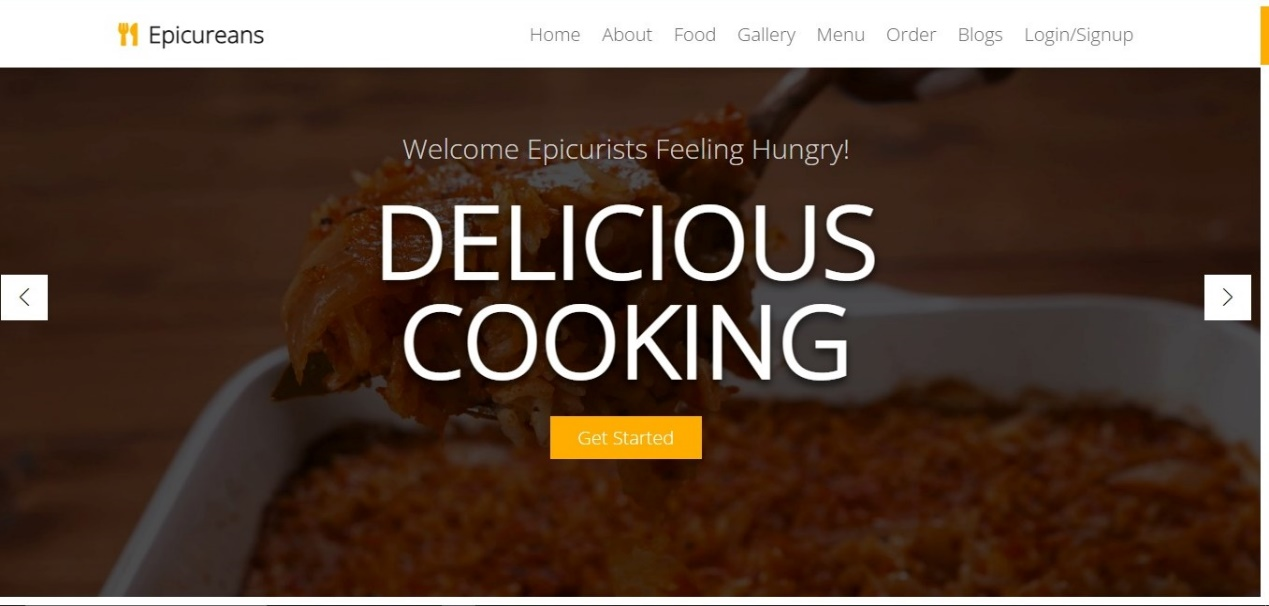 Epicureans
Home About Food Gallery Menu Order Blogs Login/Signup
Welcome Epicurists Feeling Hungry!
DELICIOUS
COOKING
Get Started